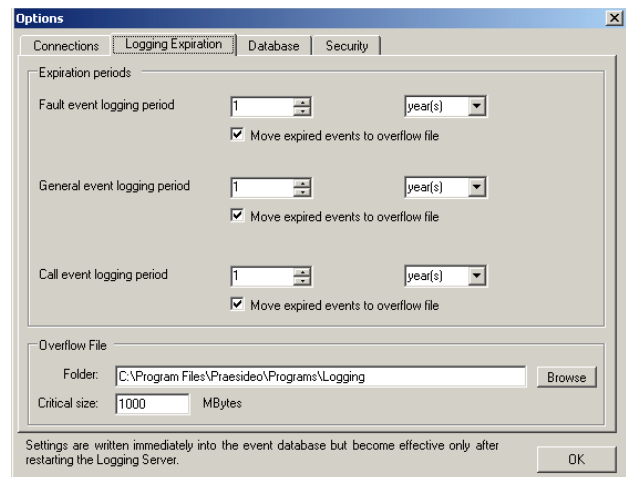 Options
Connections Logging Expiration Database Security
Expiration periods
Fault event logging period 1 year(s)
Move expired events to overflow file
General event logging period 1 year(s)
Move expired events to overflow file
Call event logging period 1 year(s)
Move expired events to overflow file
Overflow File
Folder: C:\Program Files\Praesideo\Programs\Logging Browse
Critical size: 1000 MBytes
Settings are written immediately into the event database but become effective only after
restarting the Logging Server. OK